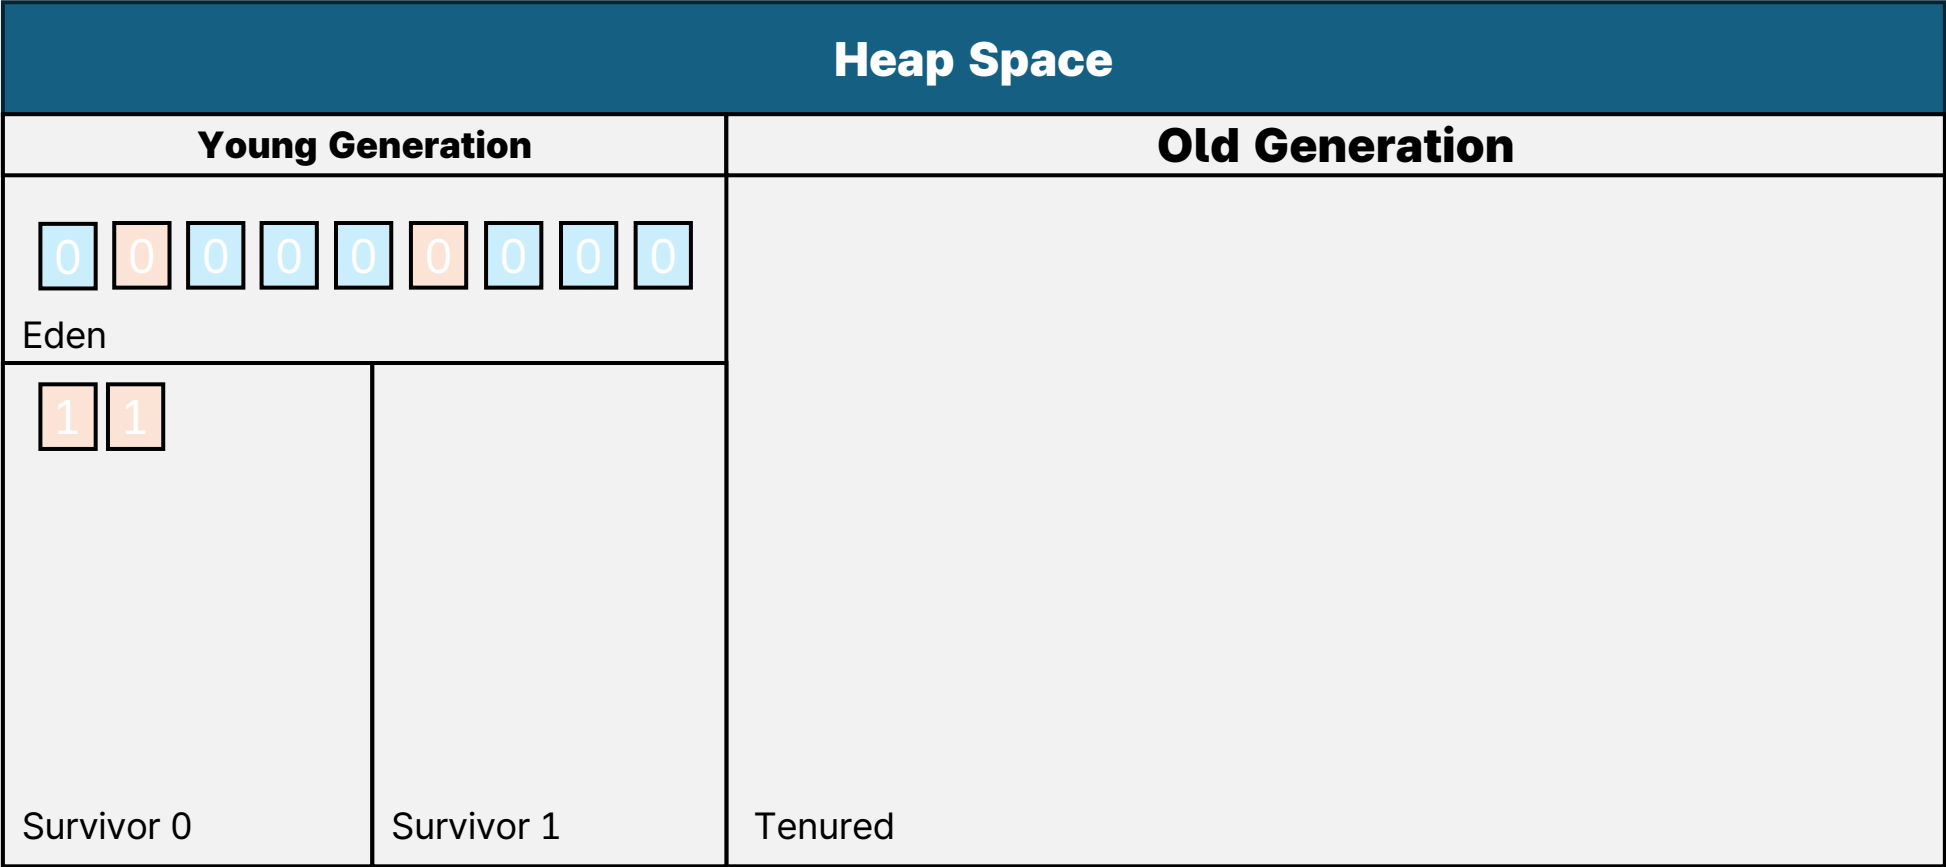 Heap Space
Young Generation
Old Generation
0 0 0 0 0 0 0 0 0
Eden
1 1
Survivor 0
Survivor 1
Tenured